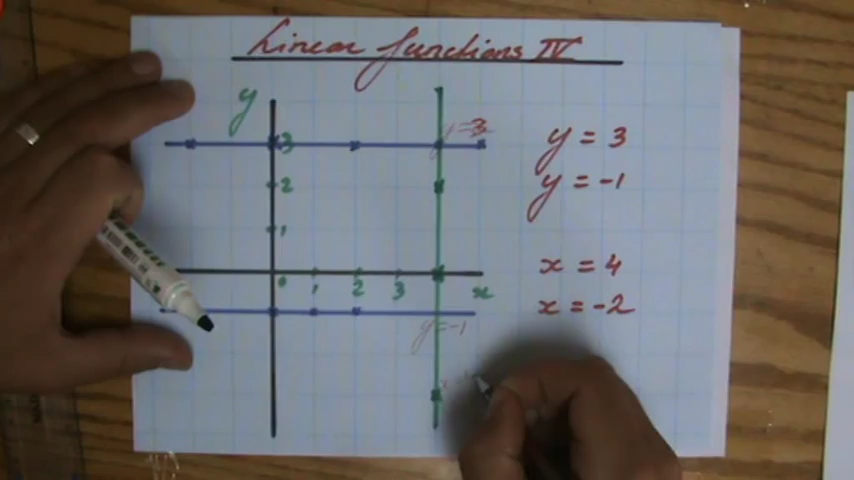 Linear functions IV
y
3
y=3
2
1
0 1 2 3 x
y=-1
y = 3
y = -1
x = 4
x = -2